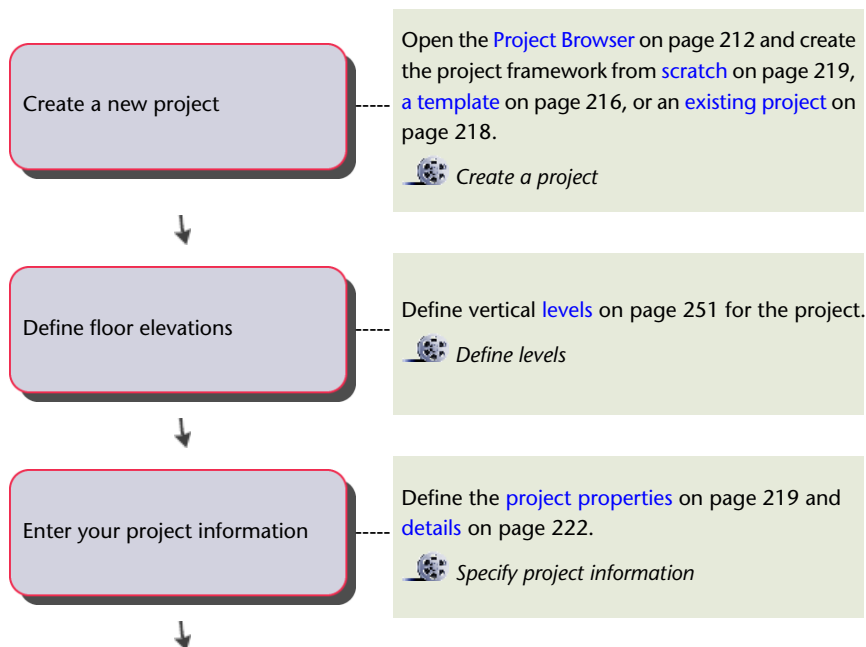 Create a new project
Open the Project Browser on page 212 and create
the project framework from scratch on page 219,
a template on page 216, or an existing project on
page 218.
Create a project
Define floor elevations
Define vertical levels on page 251 for the project.
Define levels
Enter your project information
Define the project properties on page 219 and
details on page 222.
Specify project information